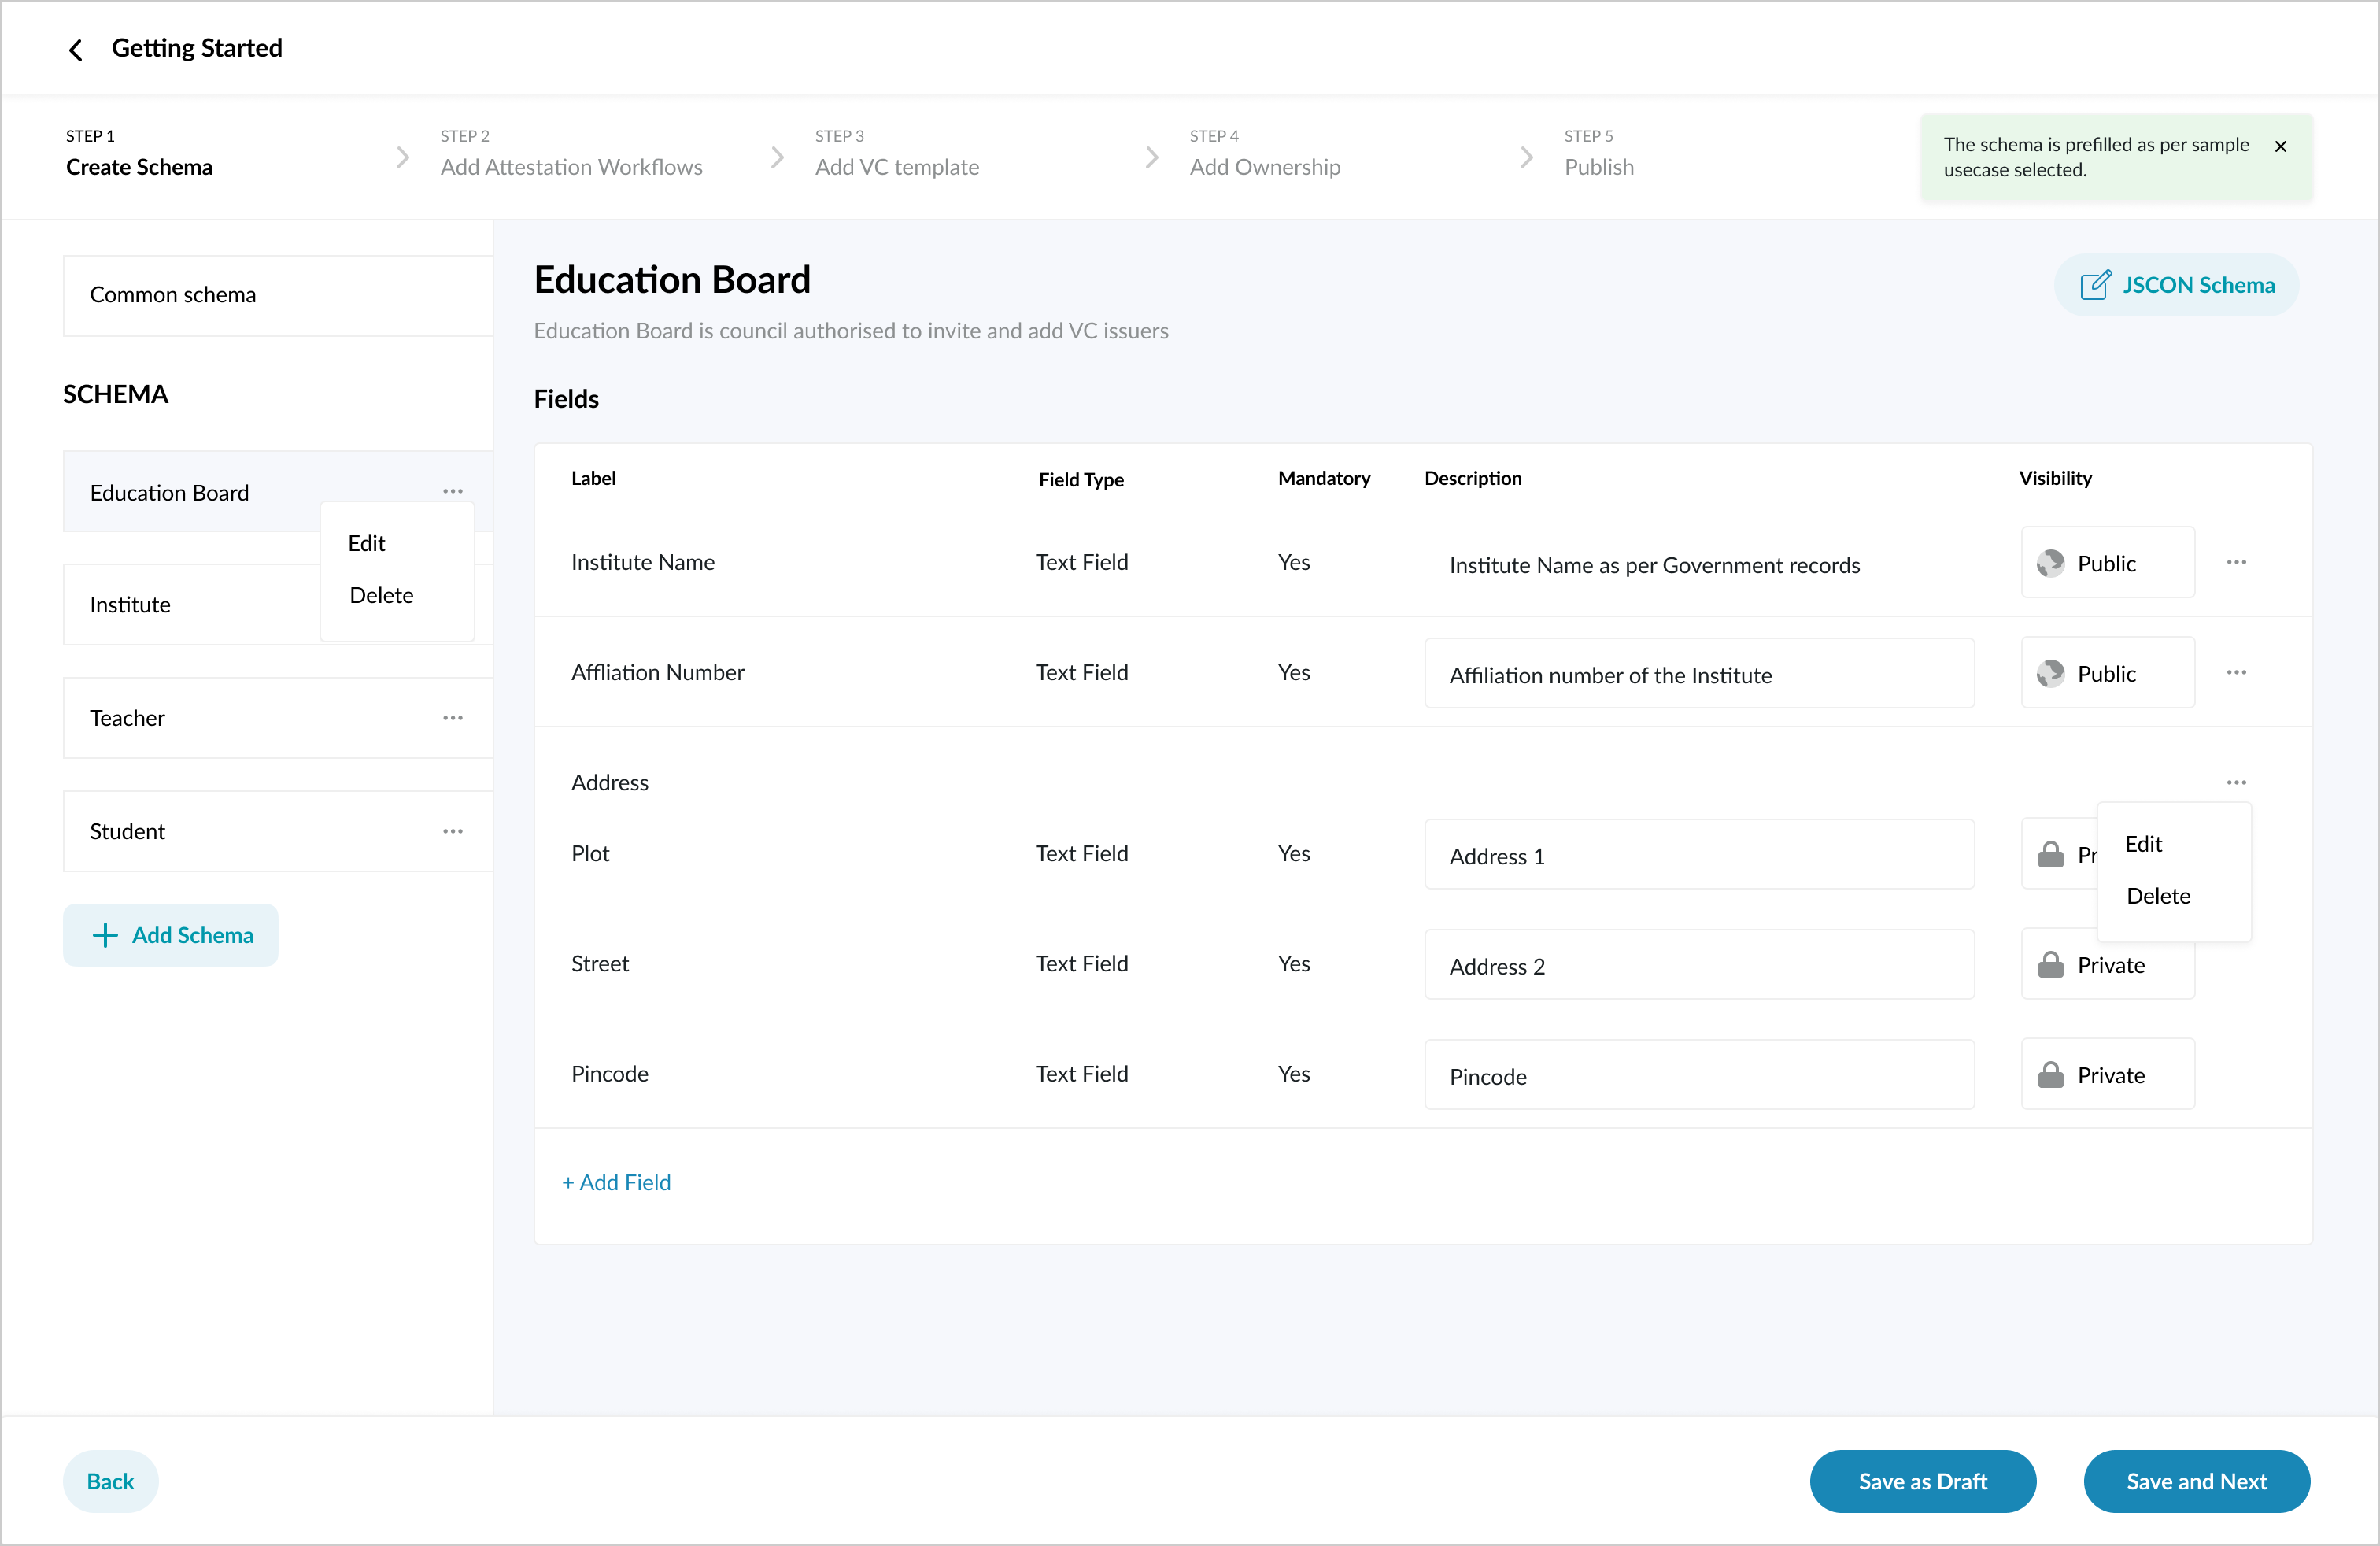 Getting Started
STEP 1
Create Schema
STEP 2
Add Attestation Workflows
STEP 3
Add VC template
STEP 4
Add Ownership
STEP 5
Publish
The schema is prefilled as per sample
usecase selected.
Common schema
SCHEMA
Education Board
Edit
Delete
Institute
Teacher
Student
Add Schema
Education Board
JSCON Schema
Education Board is council authorised to invite and add VC issuers
Fields
Label Field Type Mandatory Description Visibility
Institute Name Text Field Yes Institute Name as per Government records Public
Affliation Number Text Field Yes Affiliation number of the Institute Public
Address
Plot Text Field Yes Address 1 Pr
Edit
Delete
Street Text Field Yes Address 2 Private
Pincode Text Field Yes Pincode Private
+ Add Field
Back
Save as Draft
Save and Next